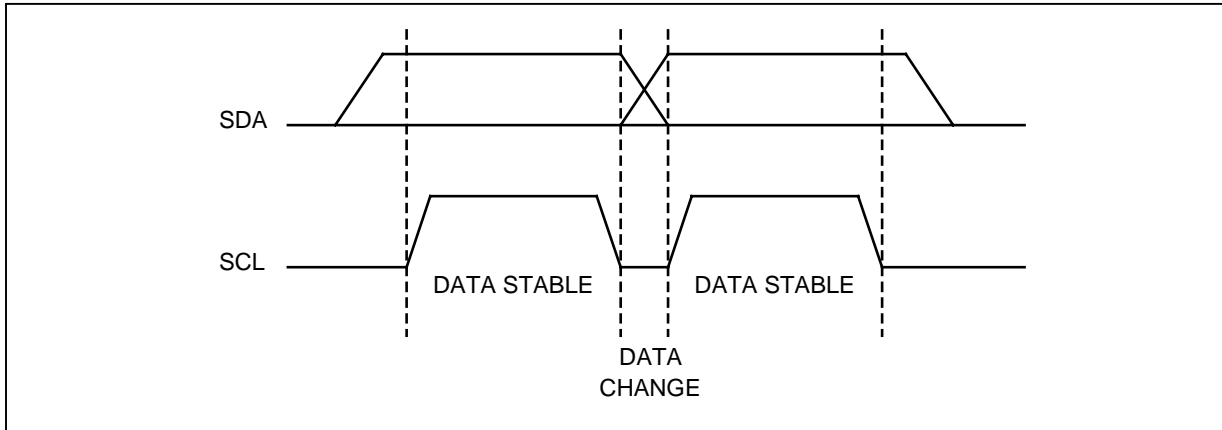 SDA
SCL
DATA STABLE
DATA STABLE
DATA
CHANGE